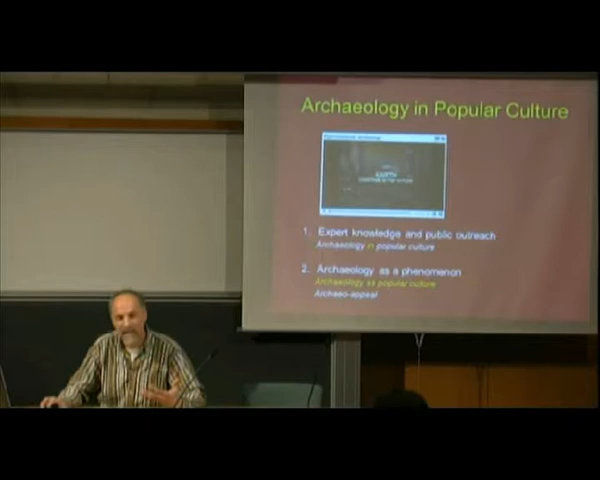 Archaeology in Popular Culture
EARTH
1. Expert knowledge and public outreach
Archaeology in popular culture
2. Archaeology as a phenomenon
Archaeology as popular culture
Archaeo-appeal